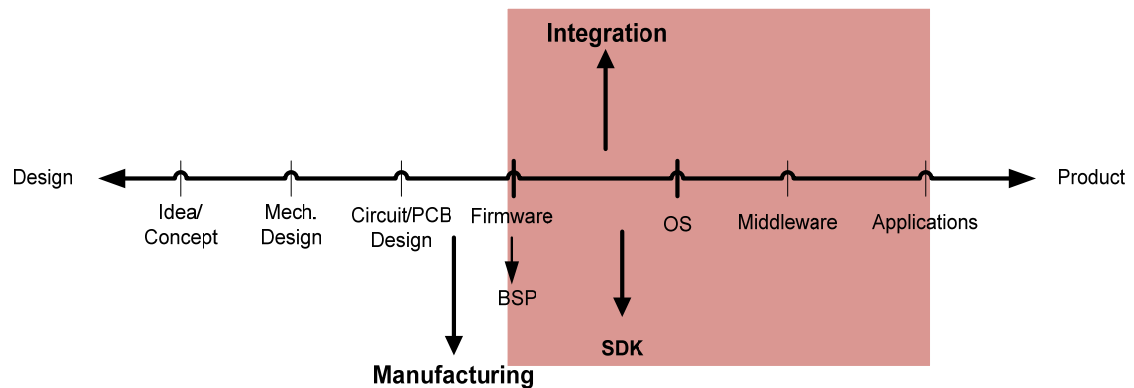 Integration
Design
Product
Idea/
Concept
Mech.
Design
Circuit/PCB
Design
Firmware
OS
Middleware
Applications
BSP
SDK
Manufacturing